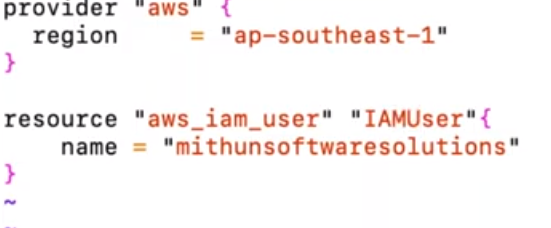 provider "aws" {
  region     = "ap-southeast-1"
}

resource "aws_iam_user" "IAMUser"{
    name = "mithunsoftwaresolutions"
}
~